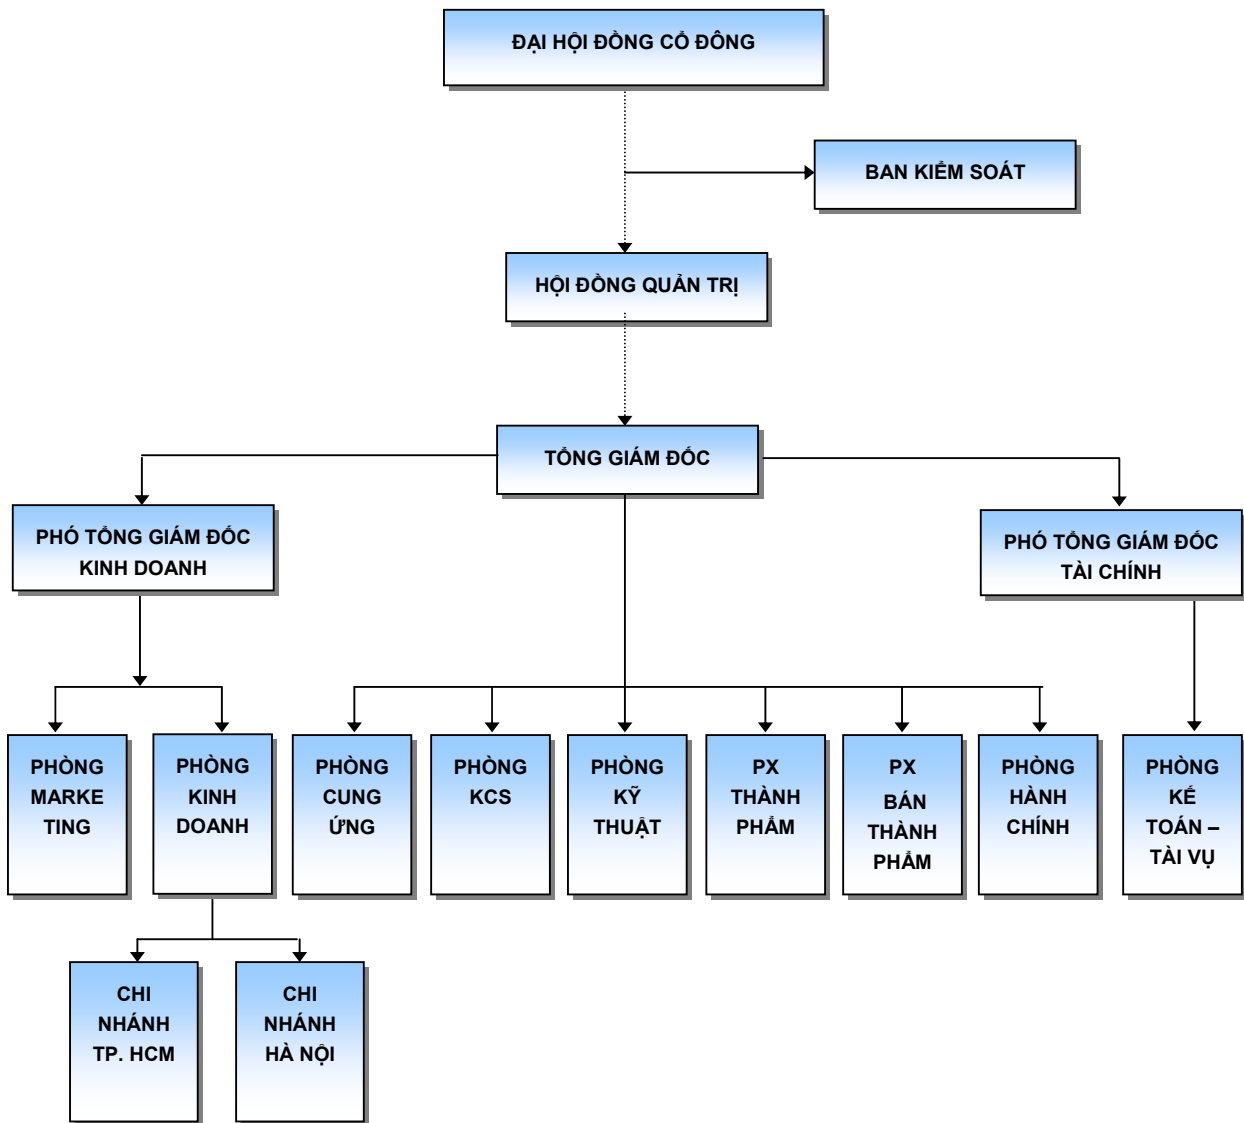 ĐẠI HỘI ĐỒNG CỔ ĐÔNG
BAN KIỂM SOÁT
HỘI ĐỒNG QUẢN TRỊ
TỔNG GIÁM ĐỐC
PHÓ TỔNG GIÁM ĐỐC
KINH DOANH
PHÓ TỔNG GIÁM ĐỐC
TÀI CHÍNH
PHÒNG
MARKE
TING
PHÒNG
KINH
DOANH
PHÒNG
CUNG
ỨNG
PHÒNG
KCS
PHÒNG
KỸ
THUẬT
PX
THÀNH
PHẨM
PX
BÁN
THÀNH
PHẨM
PHÒNG
HÀNH
CHÍNH
PHÒNG
KẾ
TOÁN –
TÀI VỤ
CHI
NHÁNH
TP. HCM
CHI
NHÁNH
HÀ NỘI